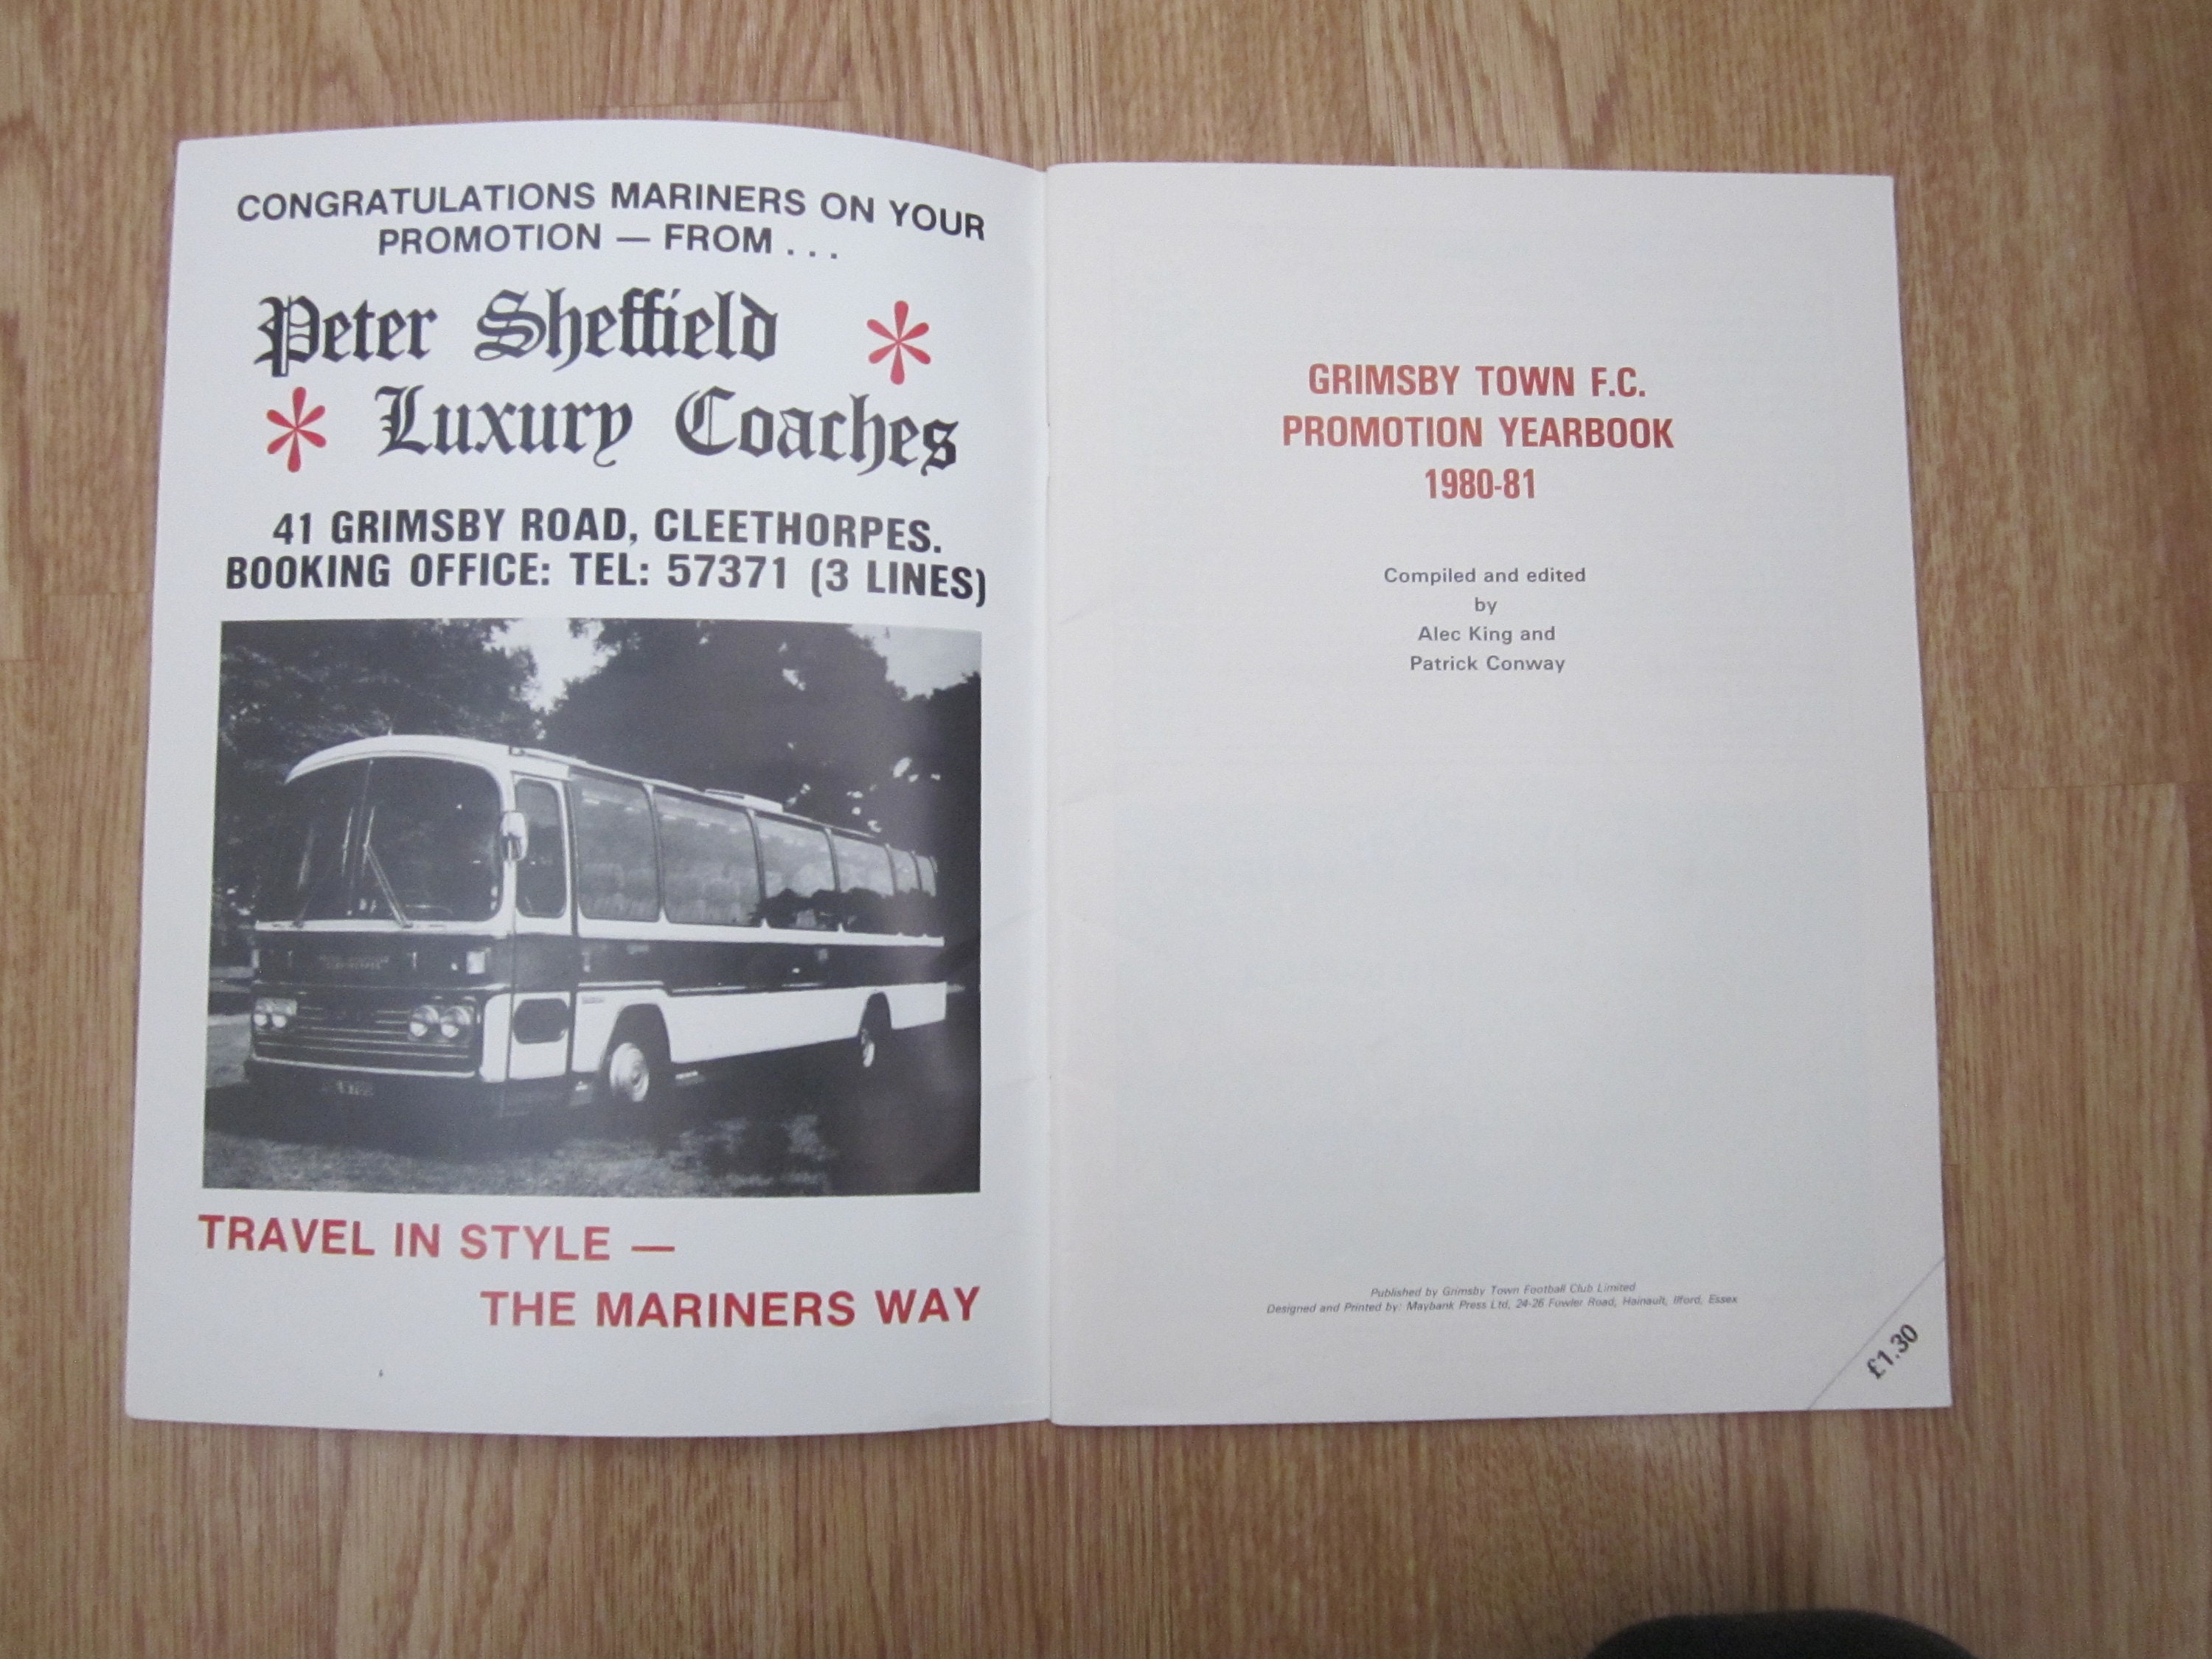 CONGRATULATIONS MARINERS ON YOUR
PROMOTION — FROM . . .
Peter Sheffield
Luxury Coaches
41 GRIMSBY ROAD, CLEETHORPES.
BOOKING OFFICE: TEL: 57371 (3 LINES)
TRAVEL IN STYLE —
THE MARINERS WAY
GRIMSBY TOWN F.C.
PROMOTION YEARBOOK
1980-81
Compiled and edited
by
Alec King and
Patrick Conway
Published by Grimsby Town Football Club Limited
Designed and Printed by: Maybank Press Ltd, 24-26 Fowler Road, Hainault, Ilford, Essex
£1.30